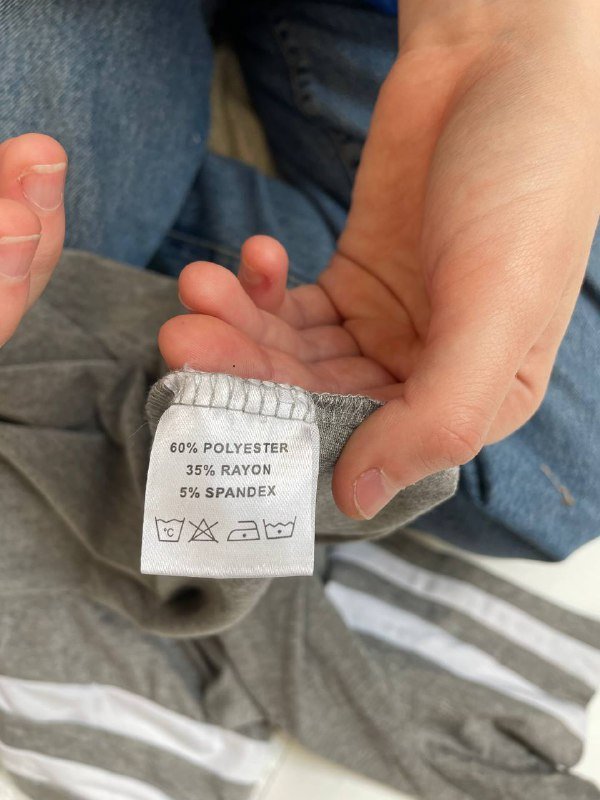 60% POLYESTER
35% RAYON
5% SPANDEX
°C